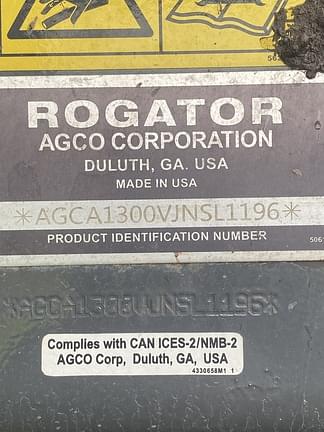 ROGATOR
AGCO CORPORATION
DULUTH, GA. USA
MADE IN USA
*AGCA1300VJNSL1196*
PRODUCT IDENTIFICATION NUMBER
506
*AGCA1300VJNSL1196*
Complies with CAN ICES-2/NMB-2
AGCO Corp, Duluth, GA, USA
4330658M1 1